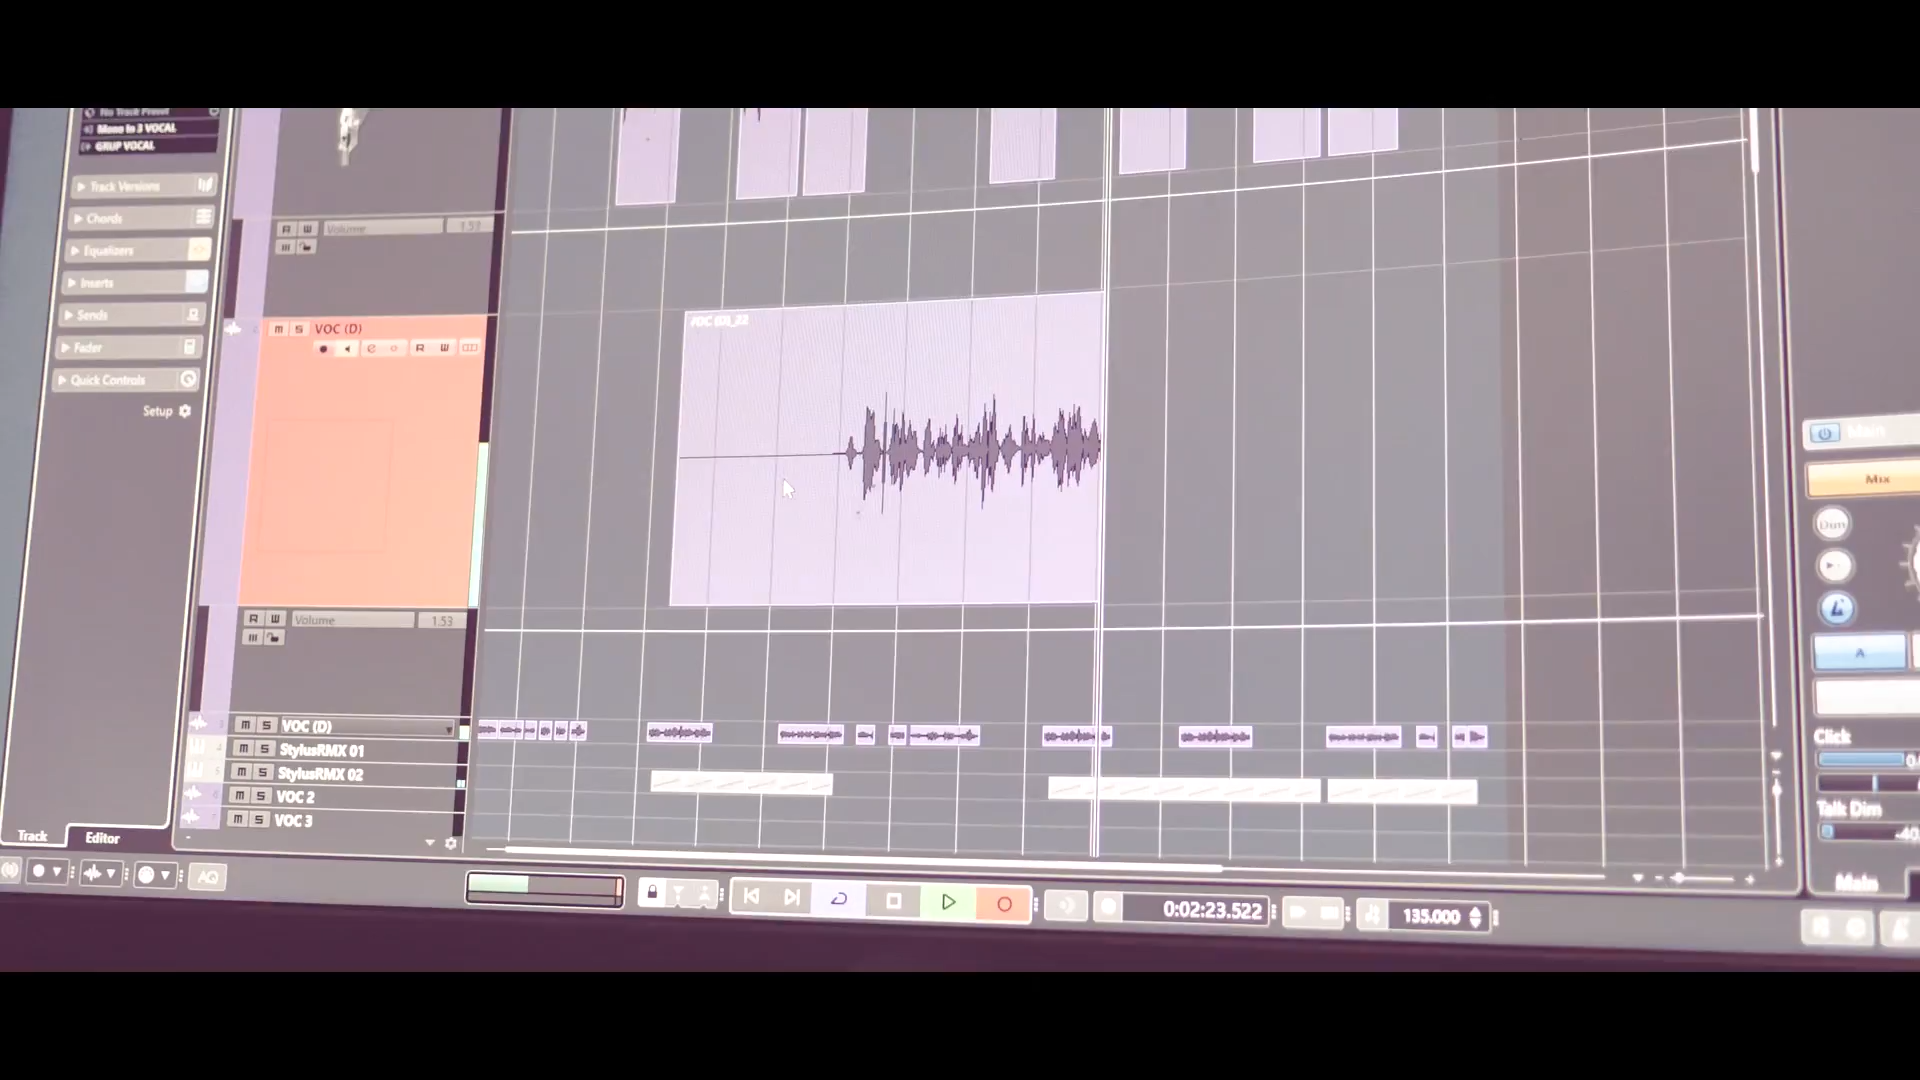 No Track Preset
Mono In 3 VOCAL
GRUP VOCAL
Track Versions
Chords
Equalizers
Inserts
Sends
Fader
Quick Controls
Setup
R W Volume 1.53
m S VOC (D)
R W
R W Volume 1.53
m S VOC (D)
m S StylusRMX 01
m S StylusRMX 02
m S VOC 2
m S VOC 3
Track Editor
AQ
0:02:23.522
135.000
Main
Mix
Dim
A
Click
Talk Dim
-40
Main